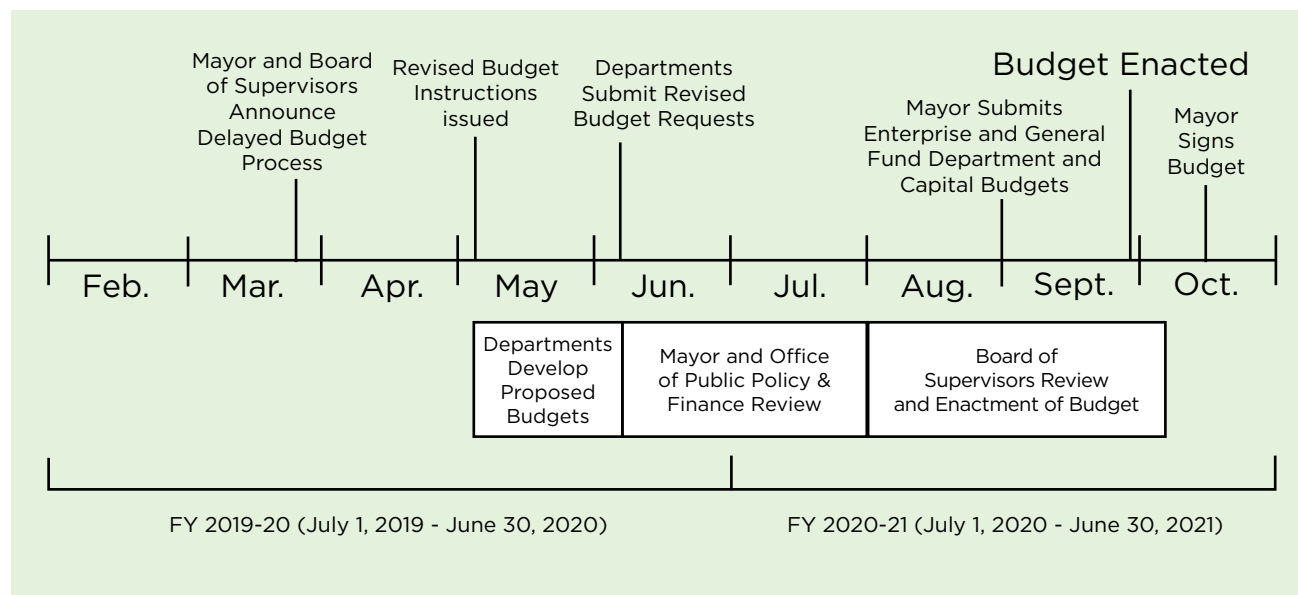 Mayor and Board
of Supervisors
Announce
Delayed Budget
Process
Revised Budget
Instructions
issued
Departments
Submit Revised
Budget Requests
Mayor Submits
Enterprise and General
Fund Department and
Capital Budgets
Budget Enacted
Mayor
Signs
Budget
Feb.
Mar.
Apr.
May
Jun.
Jul.
Aug.
Sept.
Oct.
Departments
Develop
Proposed
Budgets
Mayor and Office
of Public Policy &
Finance Review
Board of
Supervisors Review
and Enactment of Budget
FY 2019-20 (July 1, 2019 - June 30, 2020)
FY 2020-21 (July 1, 2020 - June 30, 2021)